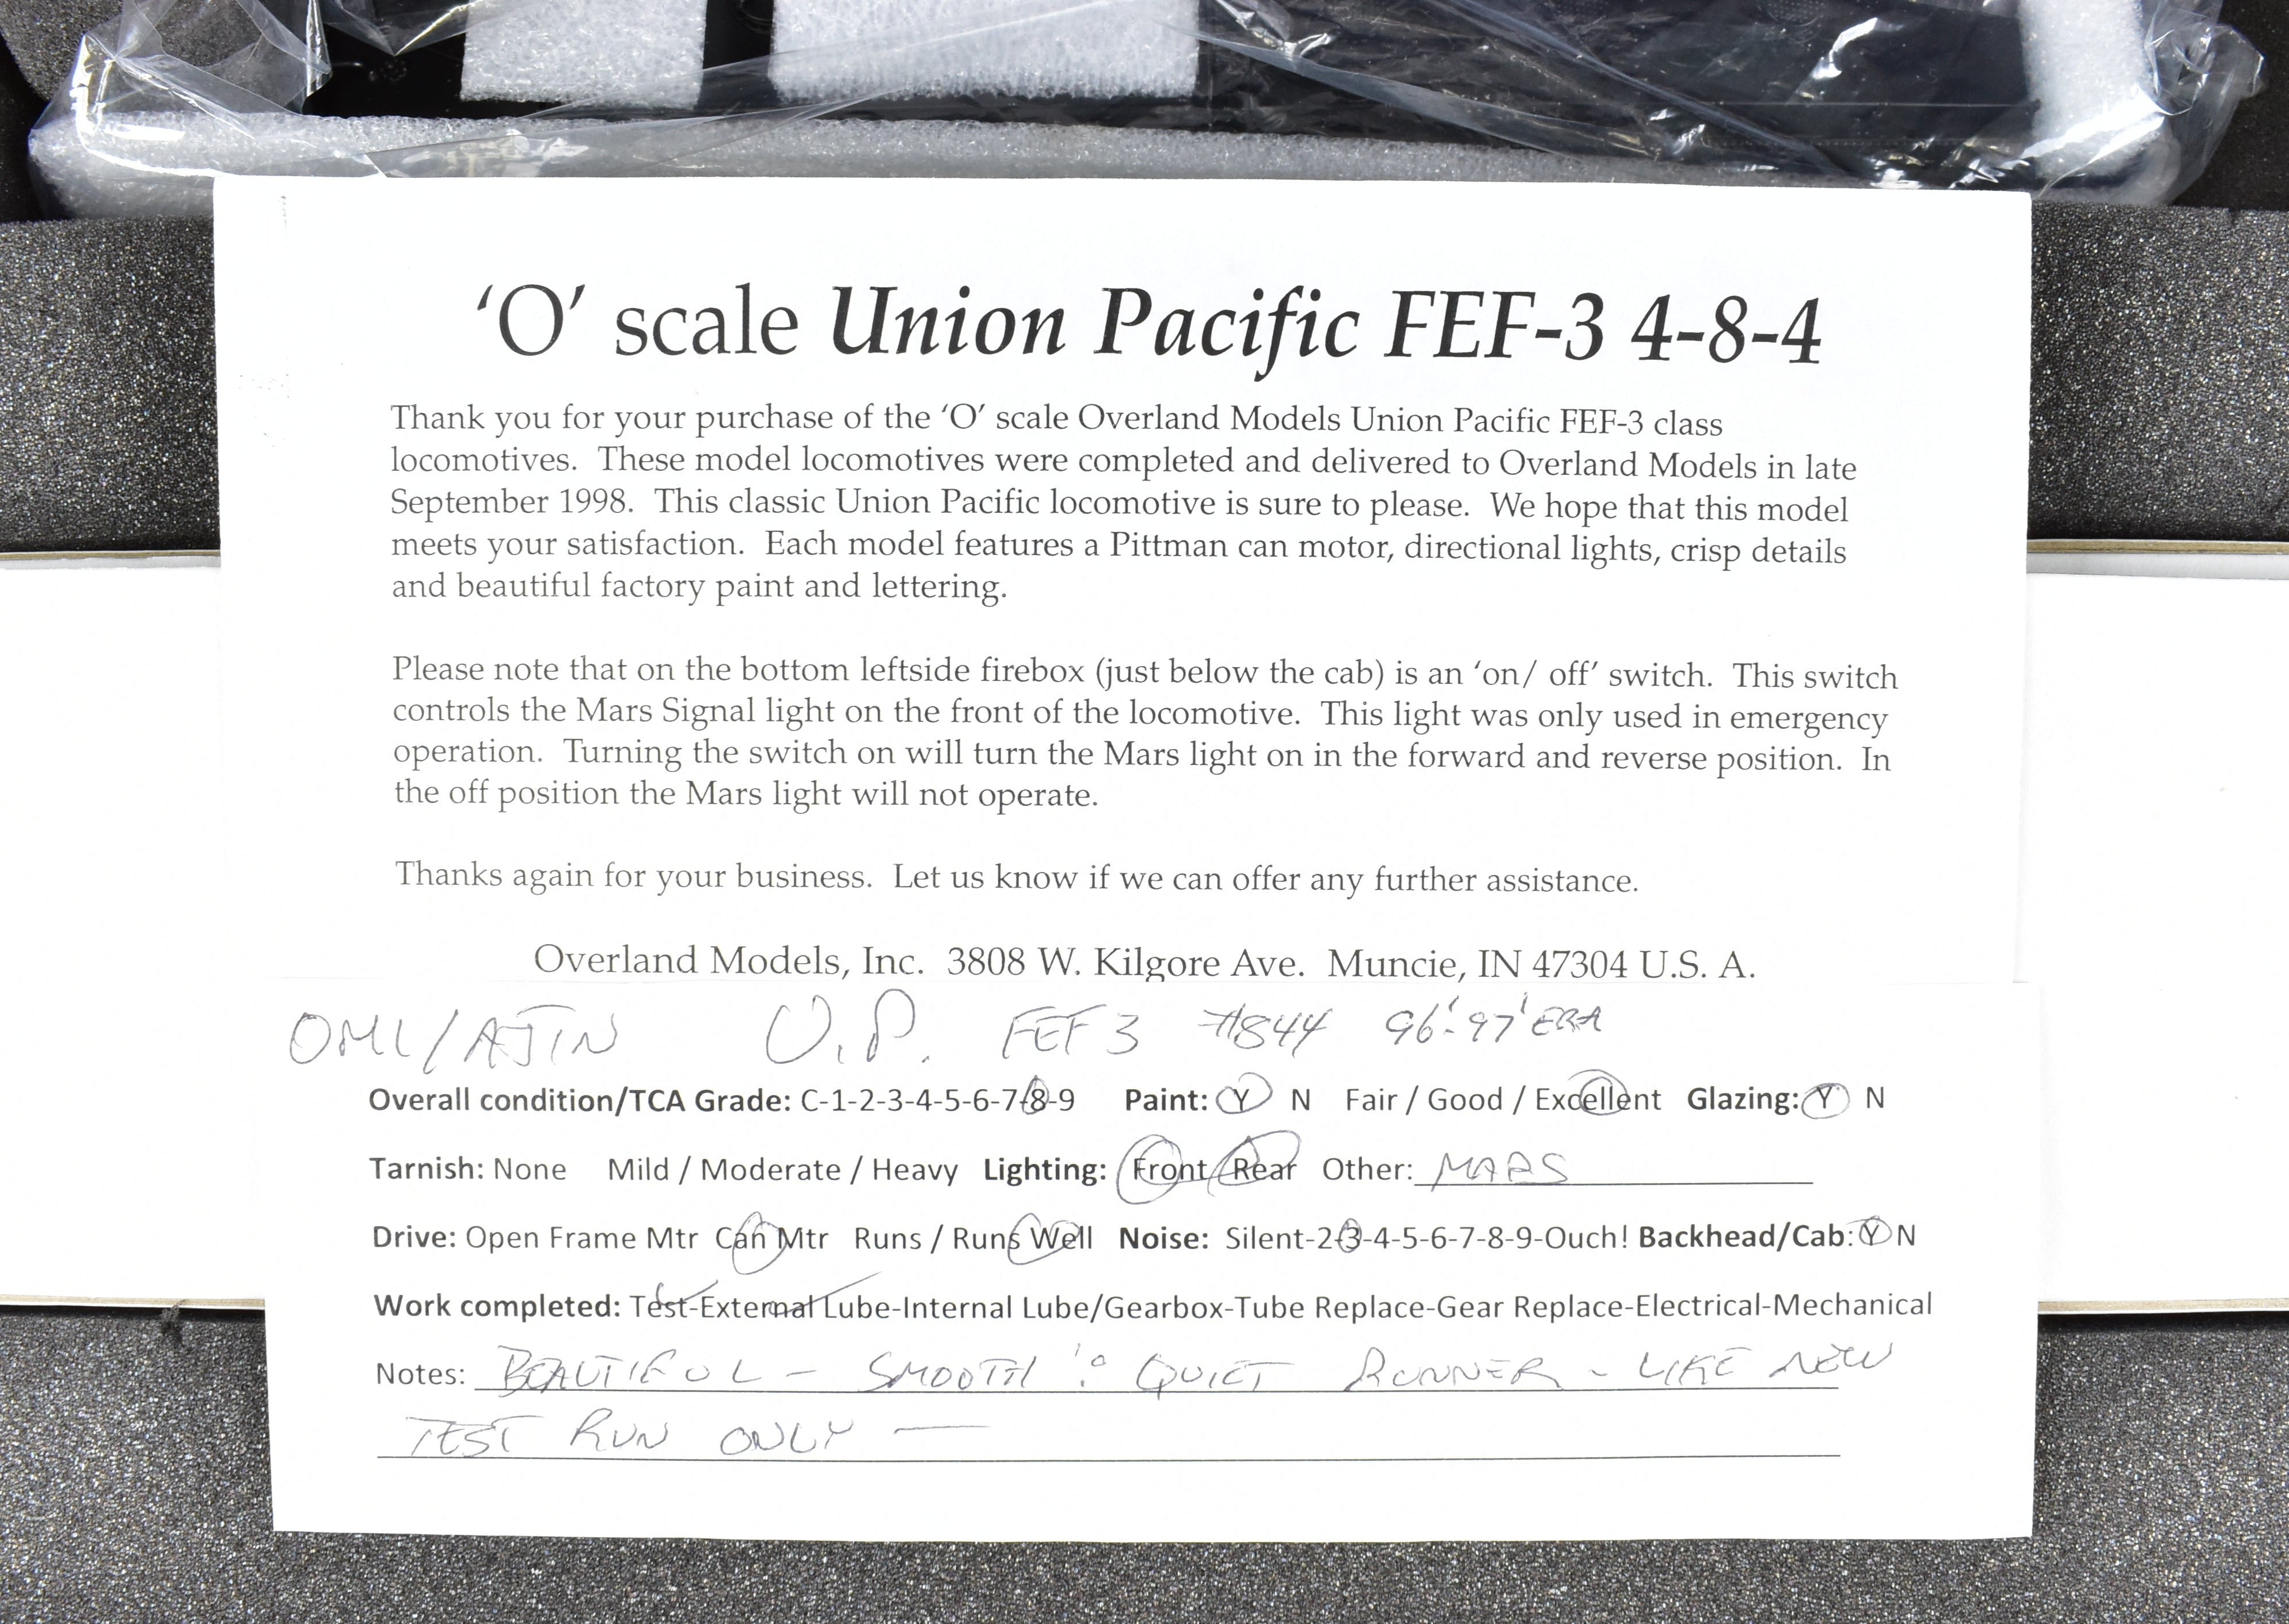 ‘O’ scale Union Pacific FEF-3 4-8-4
Thank you for your purchase of the ‘O’ scale Overland Models Union Pacific FEF-3 class
locomotives. These model locomotives were completed and delivered to Overland Models in late
September 1998. This classic Union Pacific locomotive is sure to please. We hope that this model
meets your satisfaction. Each model features a Pittman can motor, directional lights, crisp details
and beautiful factory paint and lettering.
Please note that on the bottom leftside firebox (just below the cab) is an ‘on/ off’ switch. This switch
controls the Mars Signal light on the front of the locomotive. This light was only used in emergency
operation. Turning the switch on will turn the Mars light on in the forward and reverse position. In
the off position the Mars light will not operate.
Thanks again for your business. Let us know if we can offer any further assistance.
Overland Models, Inc. 3808 W. Kilgore Ave. Muncie, IN 47304 U.S. A.
OMI/AJIN U.P. FEF 3 #844 96'-97' ERA
Overall condition/TCA Grade: C-1-2-3-4-5-6-7-8-9 Paint: Y N Fair / Good / Excellent Glazing: Y N
Tarnish: None Mild / Moderate / Heavy Lighting: Front/Rear Other: MARS
Drive: Open Frame Mtr Can Mtr Runs / Runs Well Noise: Silent-2-3-4-5-6-7-8-9-Ouch! Backhead/Cab: Y N
Work completed: Test-External Lube-Internal Lube/Gearbox-Tube Replace-Gear Replace-Electrical-Mechanical
Notes: BEAUTIFUL - SMOOTH & QUIET RUNNER - LIKE NEW
TEST RUN ONLY —